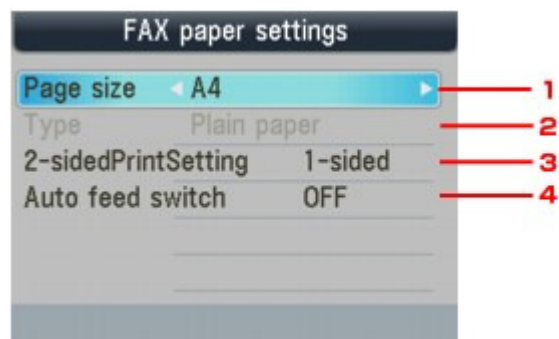 FAX paper settings
Page size A4 1
Type Plain paper 2
2-sidedPrintSetting 1-sided 3
Auto feed switch OFF 4